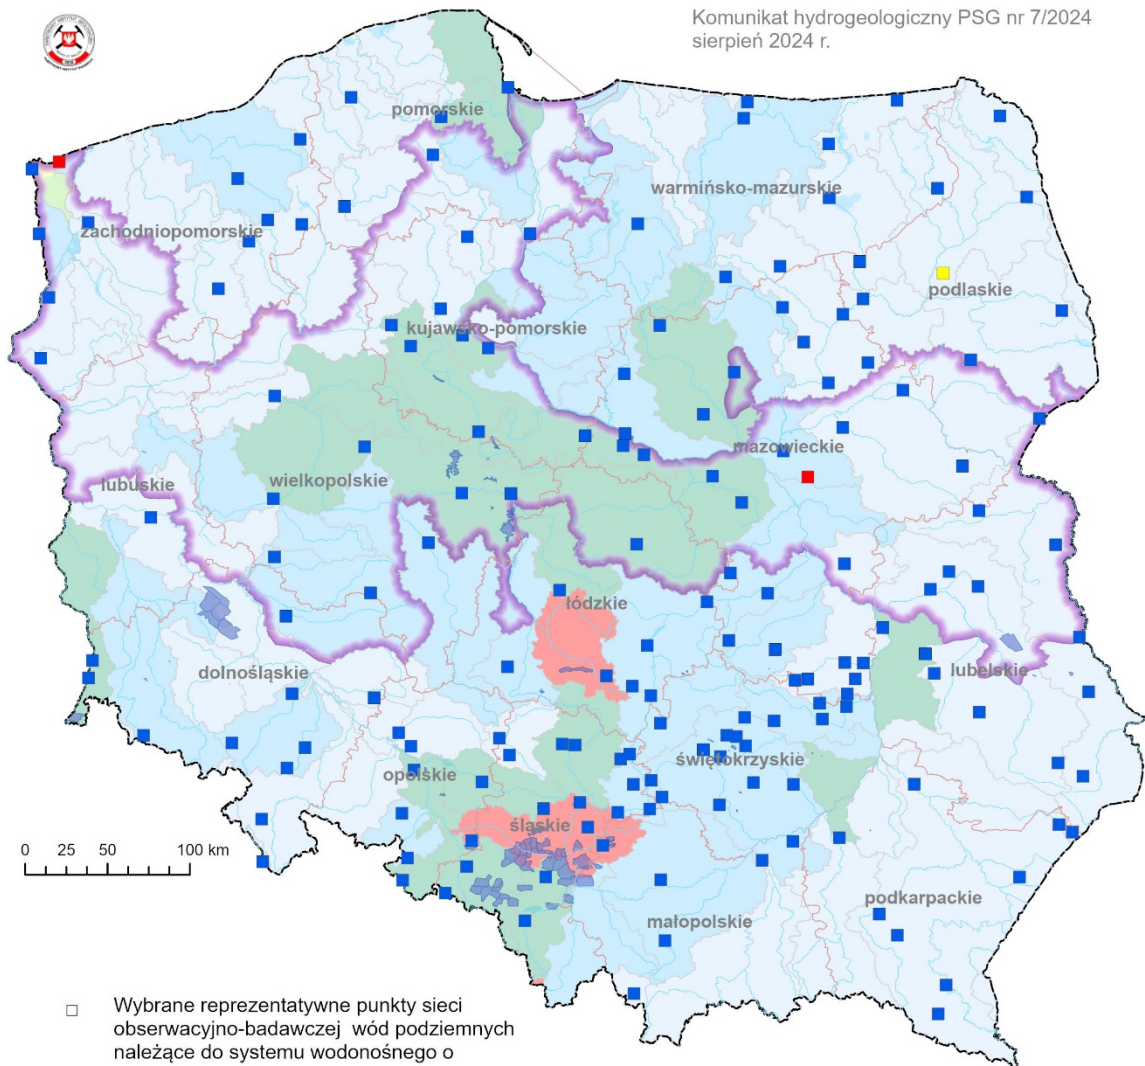 Komunikat hydrogeologiczny PSG nr 7/2024
sierpień 2024 r.
pomorskie
warmińsko-mazurskie
zachodniopomorskie
podlaskie
kujawsko-pomorskie
mazowieckie
lubuskie
wielkopolskie
łódzkie
dolnośląskie
lubelskie
świętokrzyskie
opolskie
śląskie
0 25 50 100 km
podkarpackie
małopolskie
Wybrane reprezentatywne punkty sieci
obserwacyjno-badawczej wód podziemnych
należące do systemu wodonośnego o